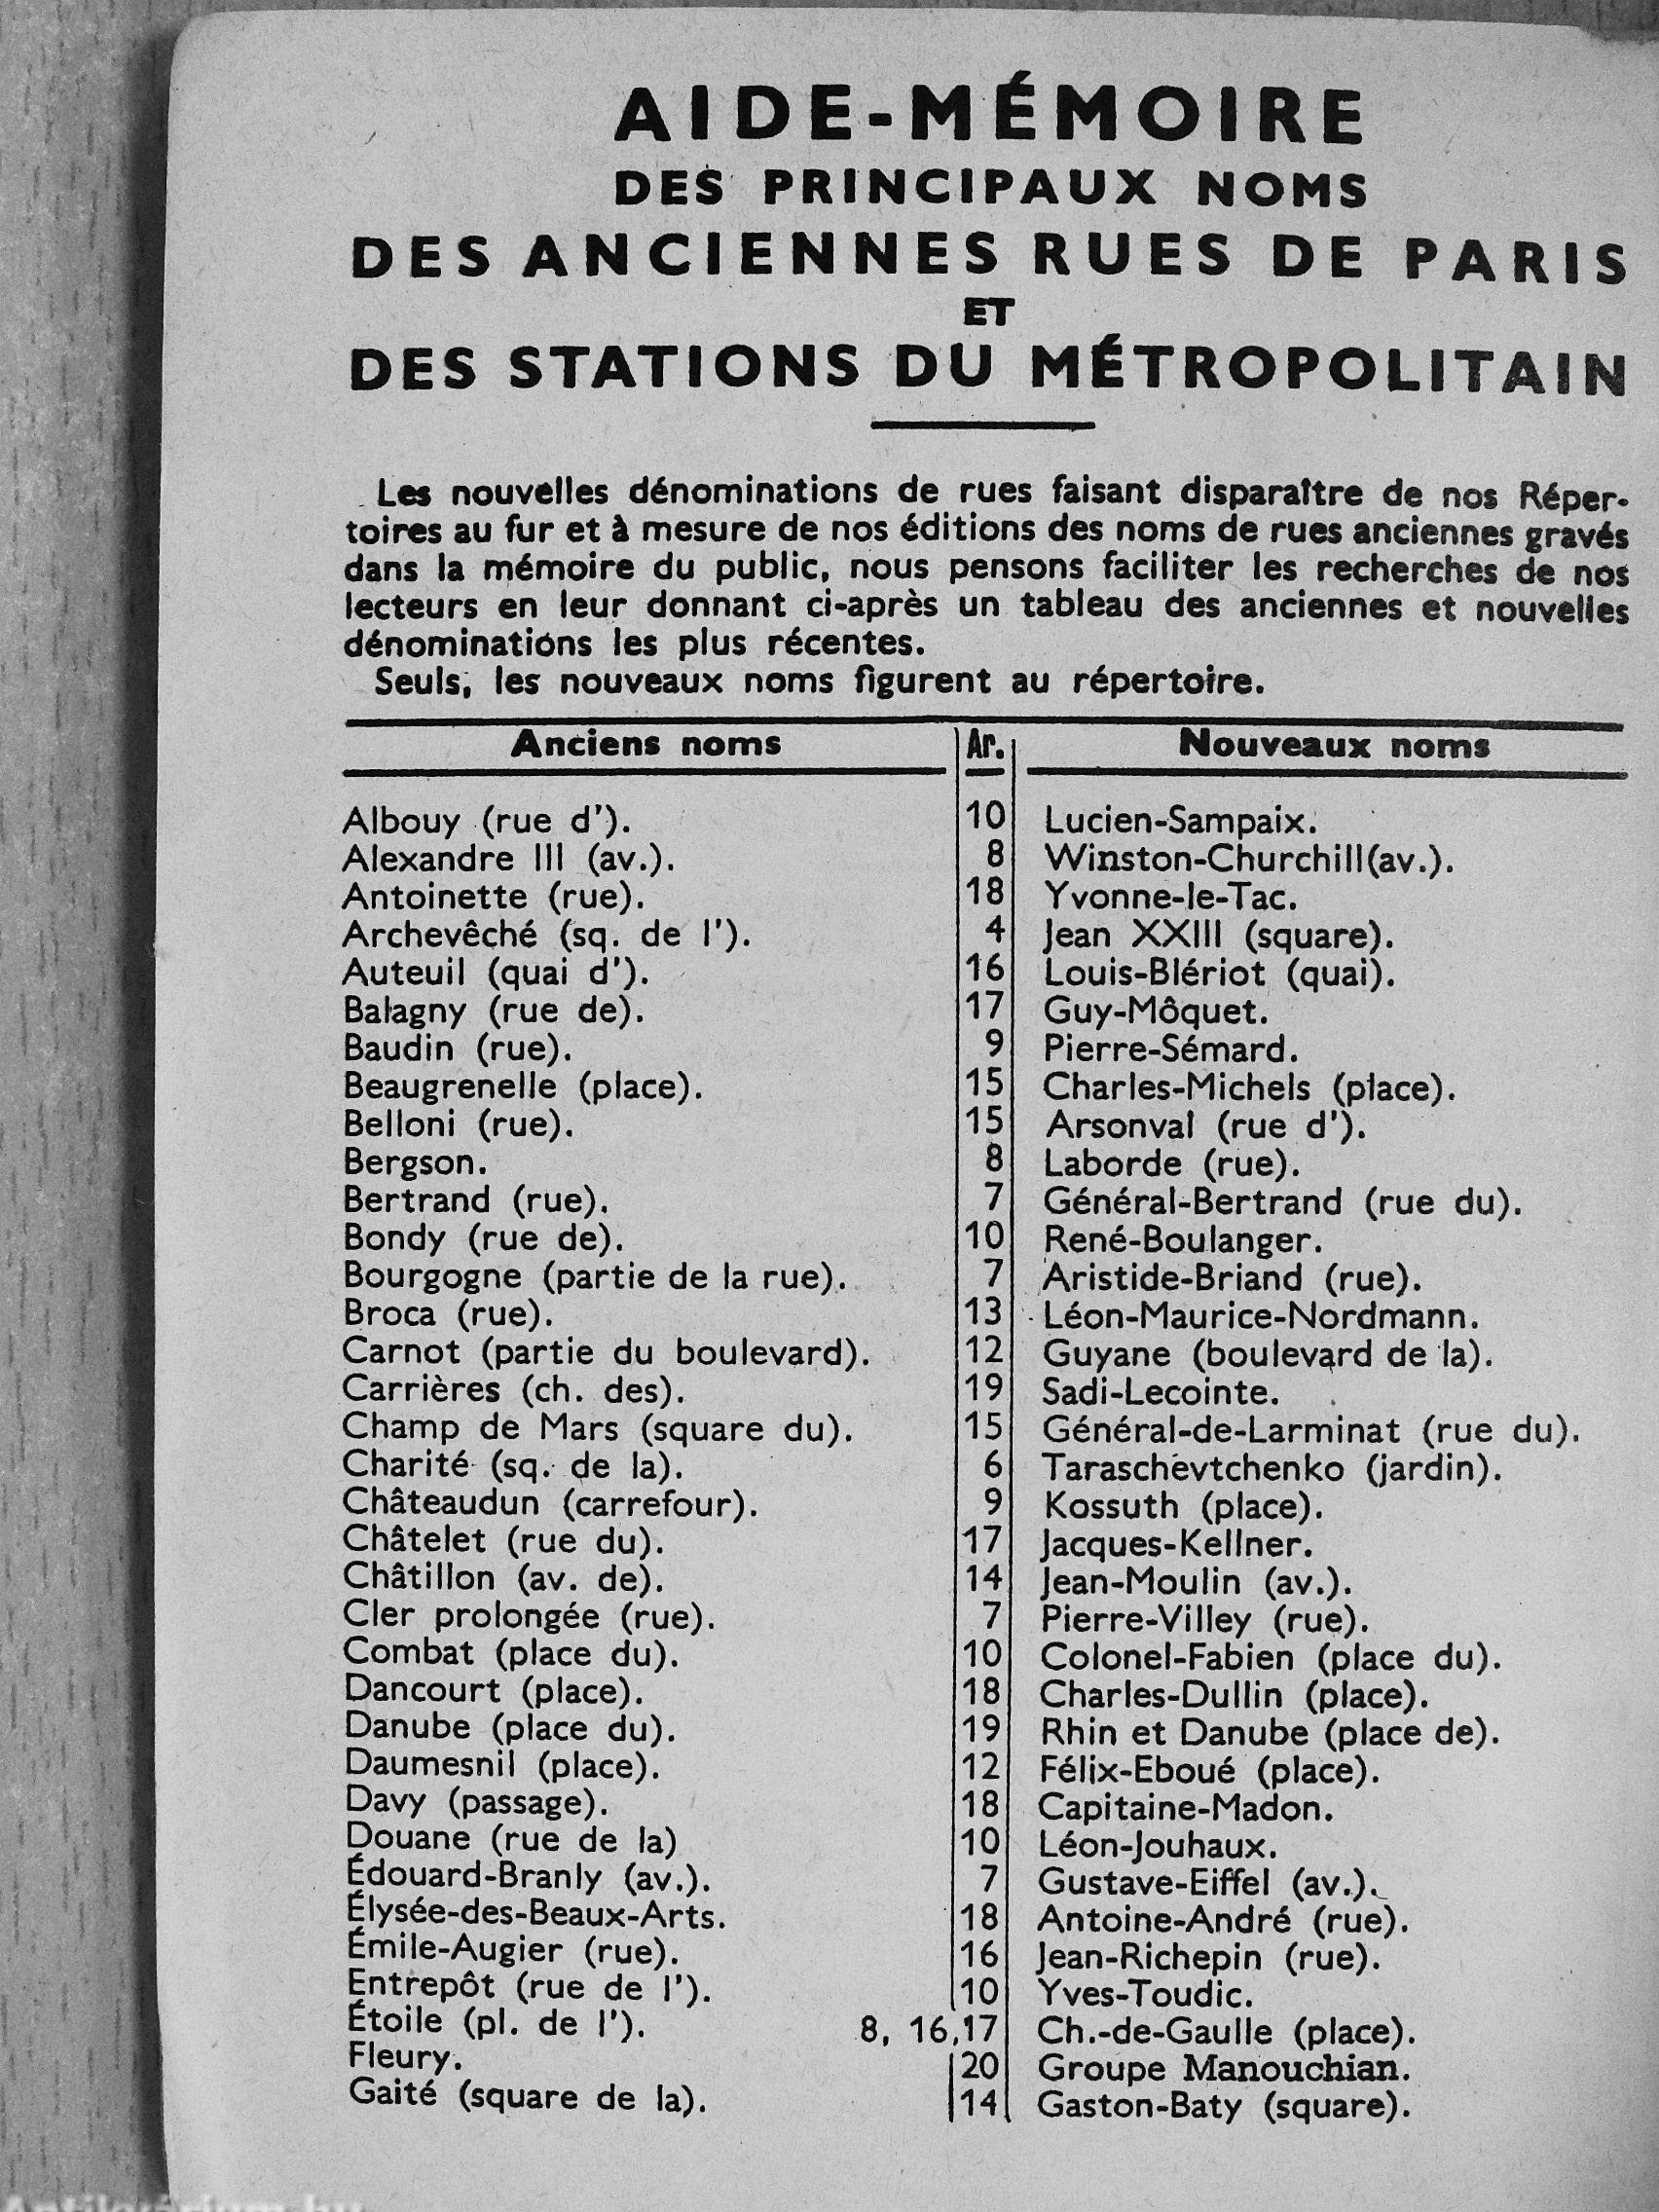 AIDE-MÉMOIRE
DES PRINCIPAUX NOMS
DES ANCIENNES RUES DE PARIS
ET
DES STATIONS DU MÉTROPOLITAIN
Les nouvelles dénominations de rues faisant disparaître de nos Réper-
toires au fur et à mesure de nos éditions des noms de rues anciennes gravés
dans la mémoire du public, nous pensons faciliter les recherches de nos
lecteurs en leur donnant ci-après un tableau des anciennes et nouvelles
dénominations les plus récentes.
Seuls, les nouveaux noms figurent au répertoire.
Anciens noms Ar. Nouveaux noms
Albouy (rue d'). 10 Lucien-Sampaix.
Alexandre III (av.). 8 Winston-Churchill(av.).
Antoinette (rue). 18 Yvonne-le-Tac.
Archevêché (sq. de l'). 4 Jean XXIII (square).
Auteuil (quai d'). 16 Louis-Blériot (quai).
Balagny (rue de). 17 Guy-Môquet.
Baudin (rue). 9 Pierre-Sémard.
Beaugrenelle (place). 15 Charles-Michels (place).
Belloni (rue). 15 Arsonval (rue d').
Bergson. 8 Laborde (rue).
Bertrand (rue). 7 Général-Bertrand (rue du).
Bondy (rue de). 10 René-Boulanger.
Bourgogne (partie de la rue). 7 Aristide-Briand (rue).
Broca (rue). 13 Léon-Maurice-Nordmann.
Carnot (partie du boulevard). 12 Guyane (boulevard de la).
Carrières (ch. des). 19 Sadi-Lecointe.
Champ de Mars (square du). 15 Général-de-Larminat (rue du).
Charité (sq. de la). 6 Taraschevtchenko (jardin).
Châteaudun (carrefour). 9 Kossuth (place).
Châtelet (rue du). 17 Jacques-Kellner.
Châtillon (av. de). 14 Jean-Moulin (av.).
Cler prolongée (rue). 7 Pierre-Villey (rue).
Combat (place du). 10 Colonel-Fabien (place du).
Dancourt (place). 18 Charles-Dullin (place).
Danube (place du). 19 Rhin et Danube (place de).
Daumesnil (place). 12 Félix-Eboué (place).
Davy (passage). 18 Capitaine-Madon.
Douane (rue de la) 10 Léon-Jouhaux.
Édouard-Branly (av.). 7 Gustave-Eiffel (av.).
Élysée-des-Beaux-Arts. 18 Antoine-André (rue).
Émile-Augier (rue). 16 Jean-Richepin (rue).
Entrepôt (rue de l'). 10 Yves-Toudic.
Étoile (pl. de l'). 8, 16,17 Ch.-de-Gaulle (place).
Fleury. 20 Groupe Manouchian.
Gaité (square de la). 14 Gaston-Baty (square).